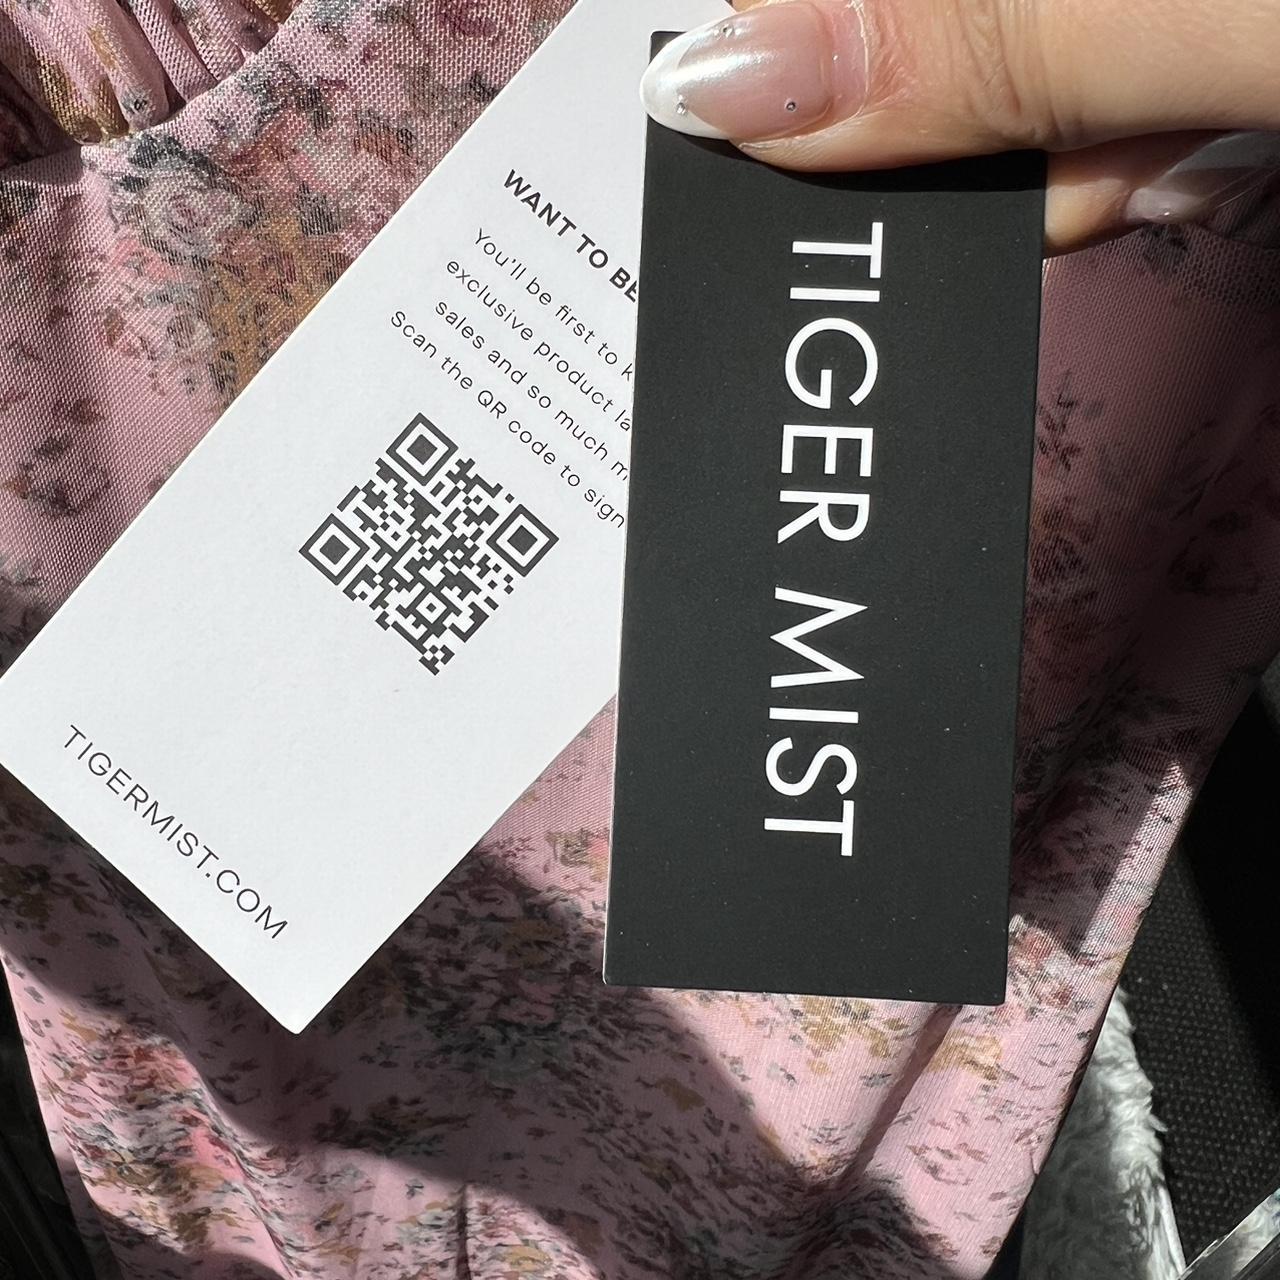 WANT TO BE
You'll be first to
exclusive product
sales and so much
Scan the QR code to sign
TIGERMIST.COM
TIGER MIST